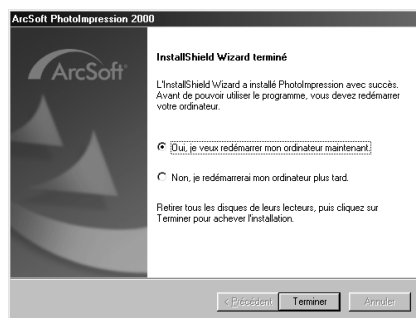 ArcSoft PhotoImpression 2000
ArcSoft
InstallShield Wizard terminé
L'InstallShield Wizard a installé PhotoImpression avec succès.
Avant de pouvoir utiliser le programme, vous devez redémarrer
votre ordinateur.
Oui, je veux redémarrer mon ordinateur maintenant.
Non, je redémarrerai mon ordinateur plus tard.
Retirer tous les disques de leurs lecteurs, puis cliquez sur
Terminer pour achever l'installation.
< Précédent
Terminer
Annuler